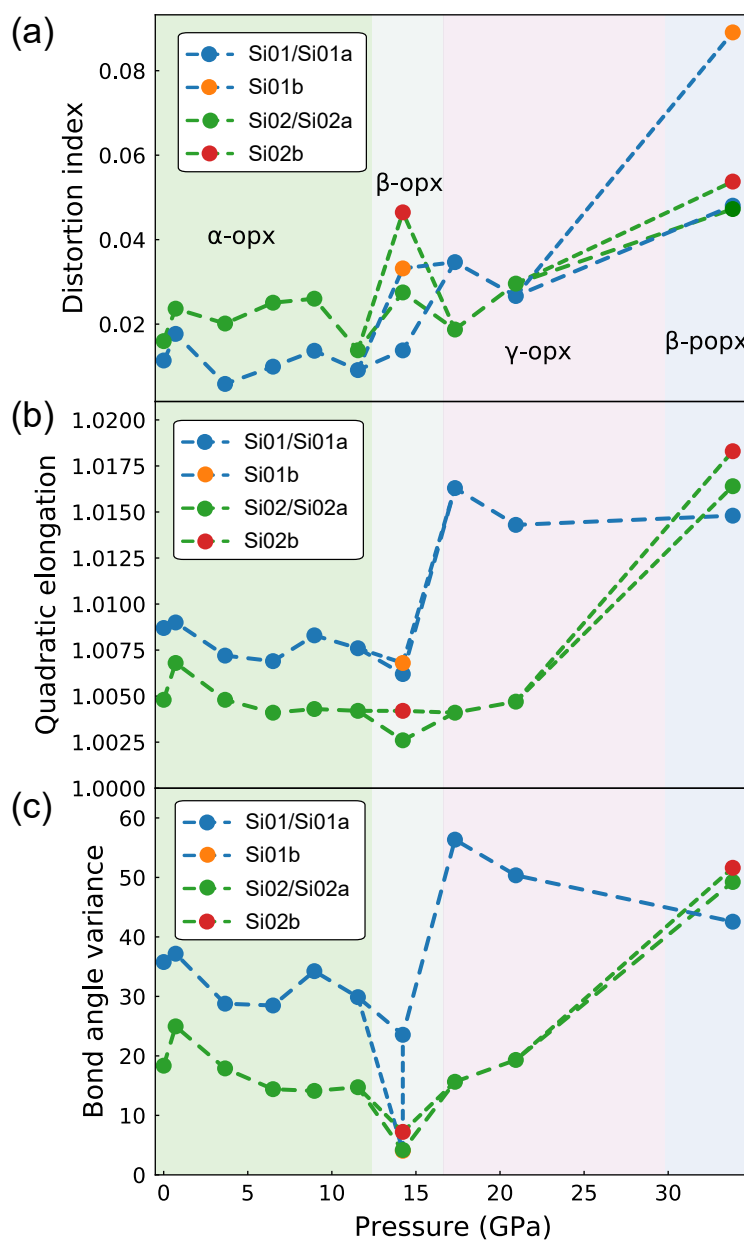 (a)
Distortion index
0.08
0.06
0.04
0.02
Si01/Si01a
Si01b
Si02/Si02a
Si02b
α-opx
β-opx
γ-opx
β-popx
(b)
Quadratic elongation
1.0200
1.0175
1.0150
1.0125
1.0100
1.0075
1.0050
1.0025
1.0000
Si01/Si01a
Si01b
Si02/Si02a
Si02b
(c)
Bond angle variance
60
50
40
30
20
10
0
Si01/Si01a
Si01b
Si02/Si02a
Si02b
0 5 10 15 20 25 30
Pressure (GPa)